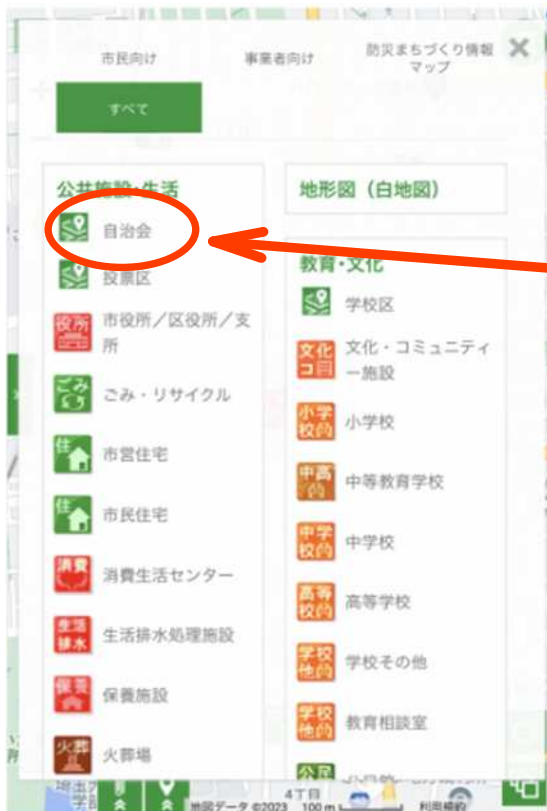 市民向け
事業者向け
防災まちづくり情報
マップ
すべて
公共施設・生活
自治会
投票区
役所
市役所／区役所／支
所
ごみ
ごみ・リサイクル
住
市営住宅
住
市民住宅
消費
消費生活センター
生活
排水
生活排水処理施設
保養
保養施設
火葬
火葬場
地形図（白地図）
教育・文化
学校区
文化
コ
文化・コミュニティ
ー施設
小学
校
小学校
中高
中等教育学校
中学
校
中学校
高等
校
高等学校
学校
他
学校その他
学校
他
教育相談室
公民
4丁目
地図データ ©2023
100 m
利用規約